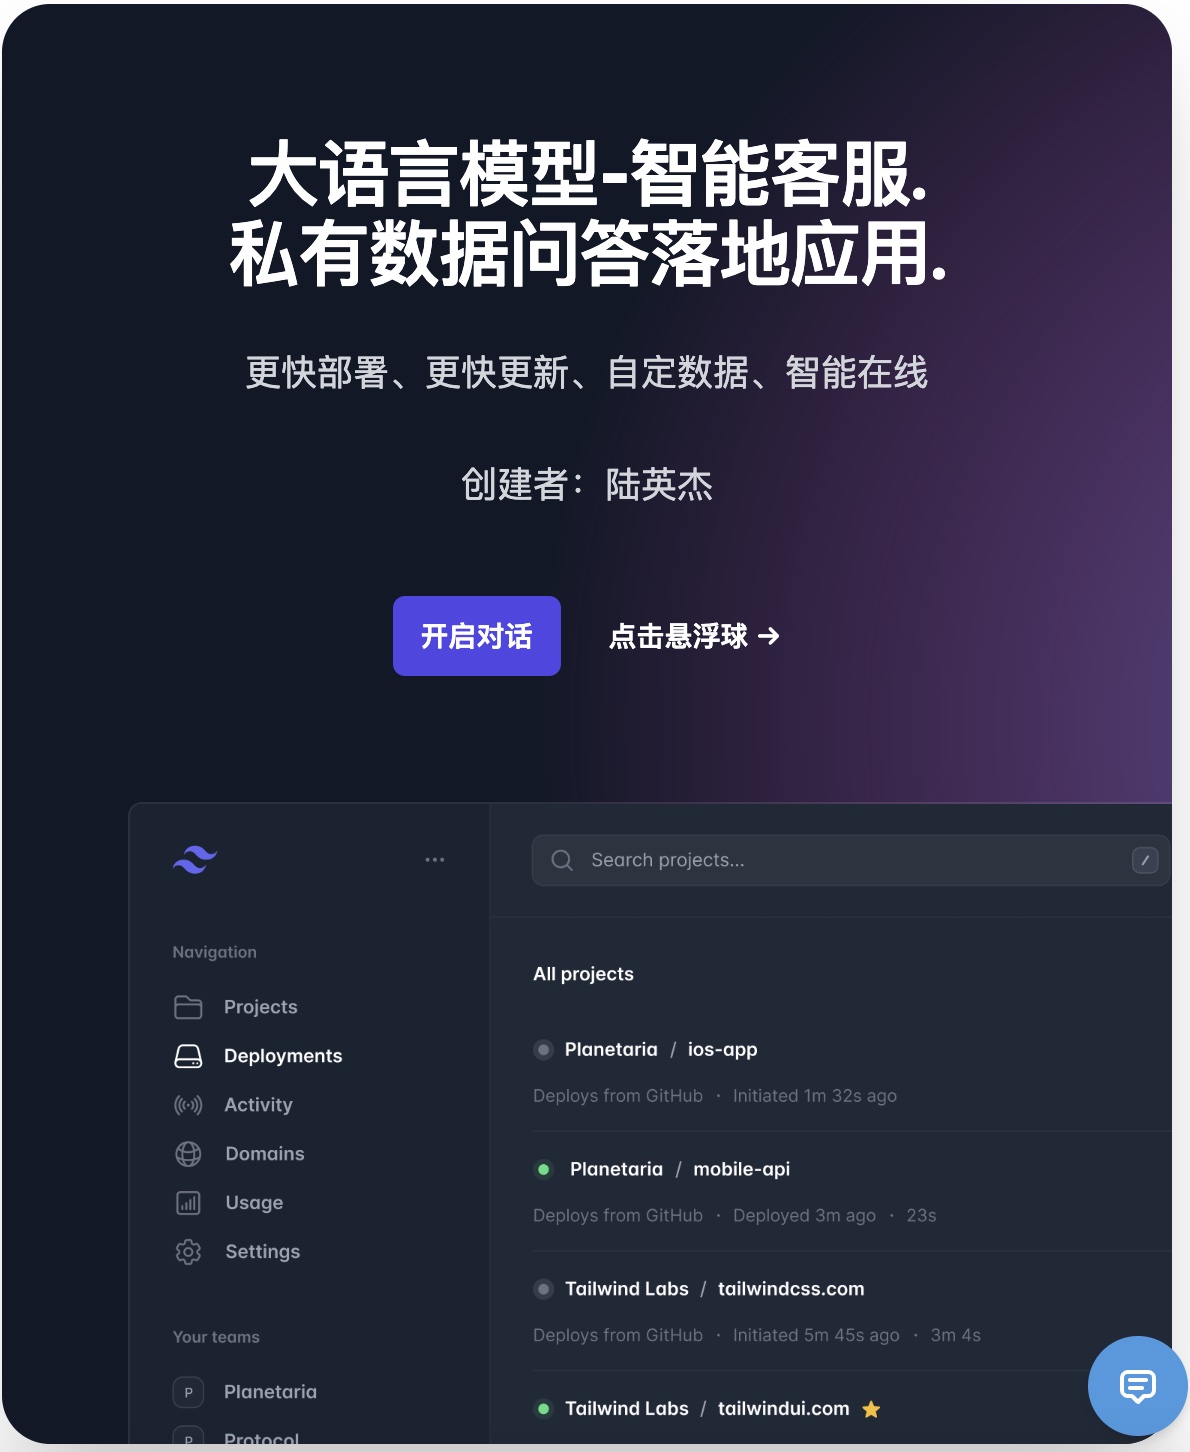 大语言模型-智能客服.
私有数据问答落地应用.
更快部署、更快更新、自定数据、智能在线
创建者：陆英杰
开启对话
点击悬浮球 →
Search projects...
/
Navigation
Projects
Deployments
Activity
Domains
Usage
Settings
Your teams
P Planetaria
P Protocol
All projects
Planetaria / ios-app
Deploys from GitHub · Initiated 1m 32s ago
Planetaria / mobile-api
Deploys from GitHub · Deployed 3m ago · 23s
Tailwind Labs / tailwindcss.com
Deploys from GitHub · Initiated 5m 45s ago · 3m 4s
Tailwind Labs / tailwindui.com